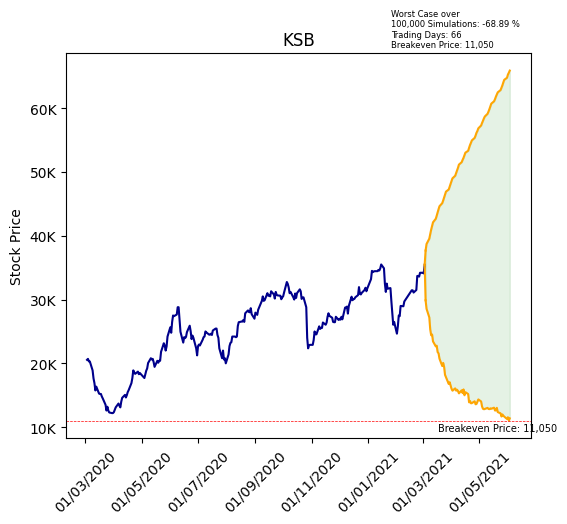 Worst Case over
100,000 Simulations: -68.89 %
Trading Days: 66
Breakeven Price: 11,050
KSB
Stock Price
60K
50K
40K
30K
20K
10K
Breakeven Price: 11,050
01/03/2020
01/05/2020
01/07/2020
01/09/2020
01/11/2020
01/01/2021
01/03/2021
01/05/2021